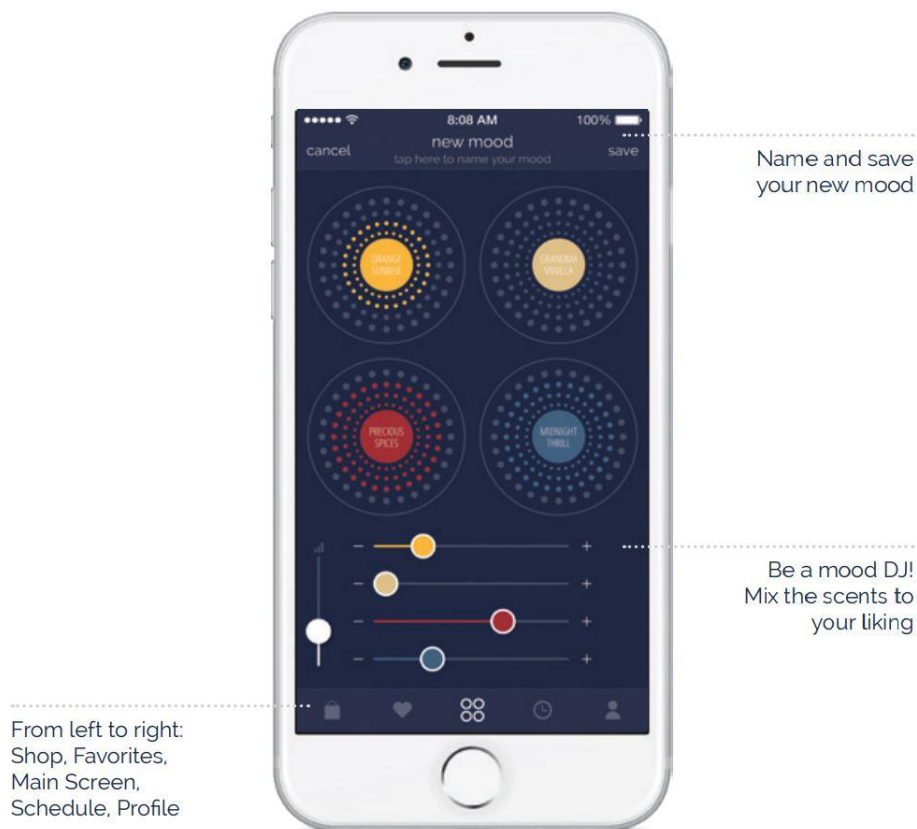 8:08 AM
100%
cancel
new mood
save
tap here to name your mood
Name and save
your new mood
ORANGE
SUNRISE
GRANDMA
VANILLA
PRECIOUS
SPICES
MIDNIGHT
THRILL
Be a mood DJ!
Mix the scents to
your liking
From left to right:
Shop, Favorites,
Main Screen,
Schedule, Profile